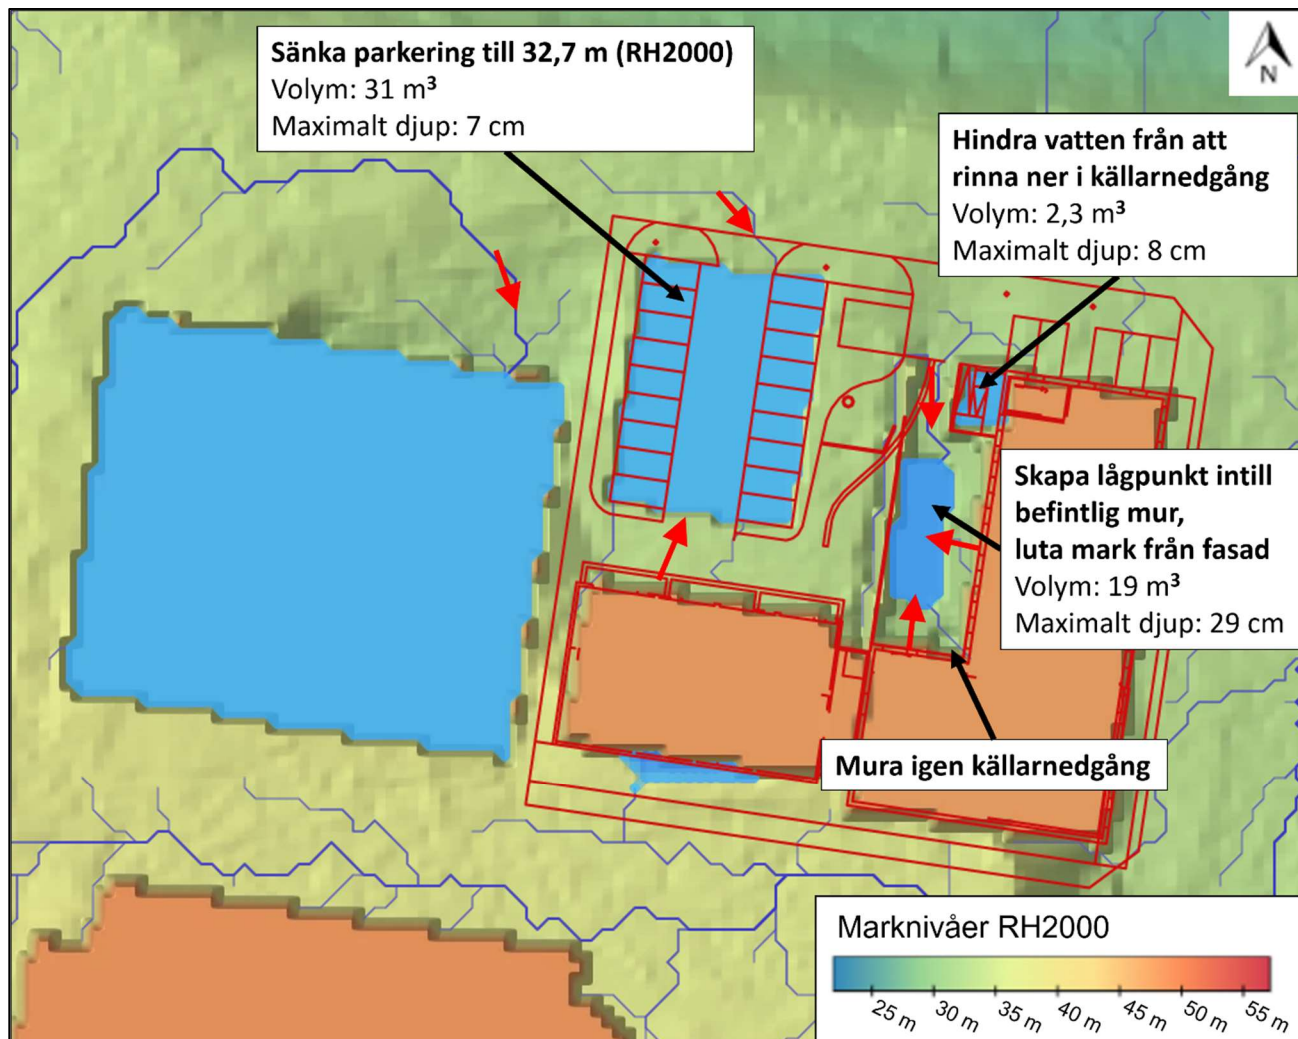 Sänka parkering till 32,7 m (RH2000)
Volym: 31 m³
Maximalt djup: 7 cm
N
Hindra vatten från att
rinna ner i källarnedgång
Volym: 2,3 m³
Maximalt djup: 8 cm
Skapa lågpunkt intill
befintlig mur,
luta mark från fasad
Volym: 19 m³
Maximalt djup: 29 cm
Mura igen källarnedgång
Marknivåer RH2000
25 m 30 m 35 m 40 m 45 m 50 m 55 m